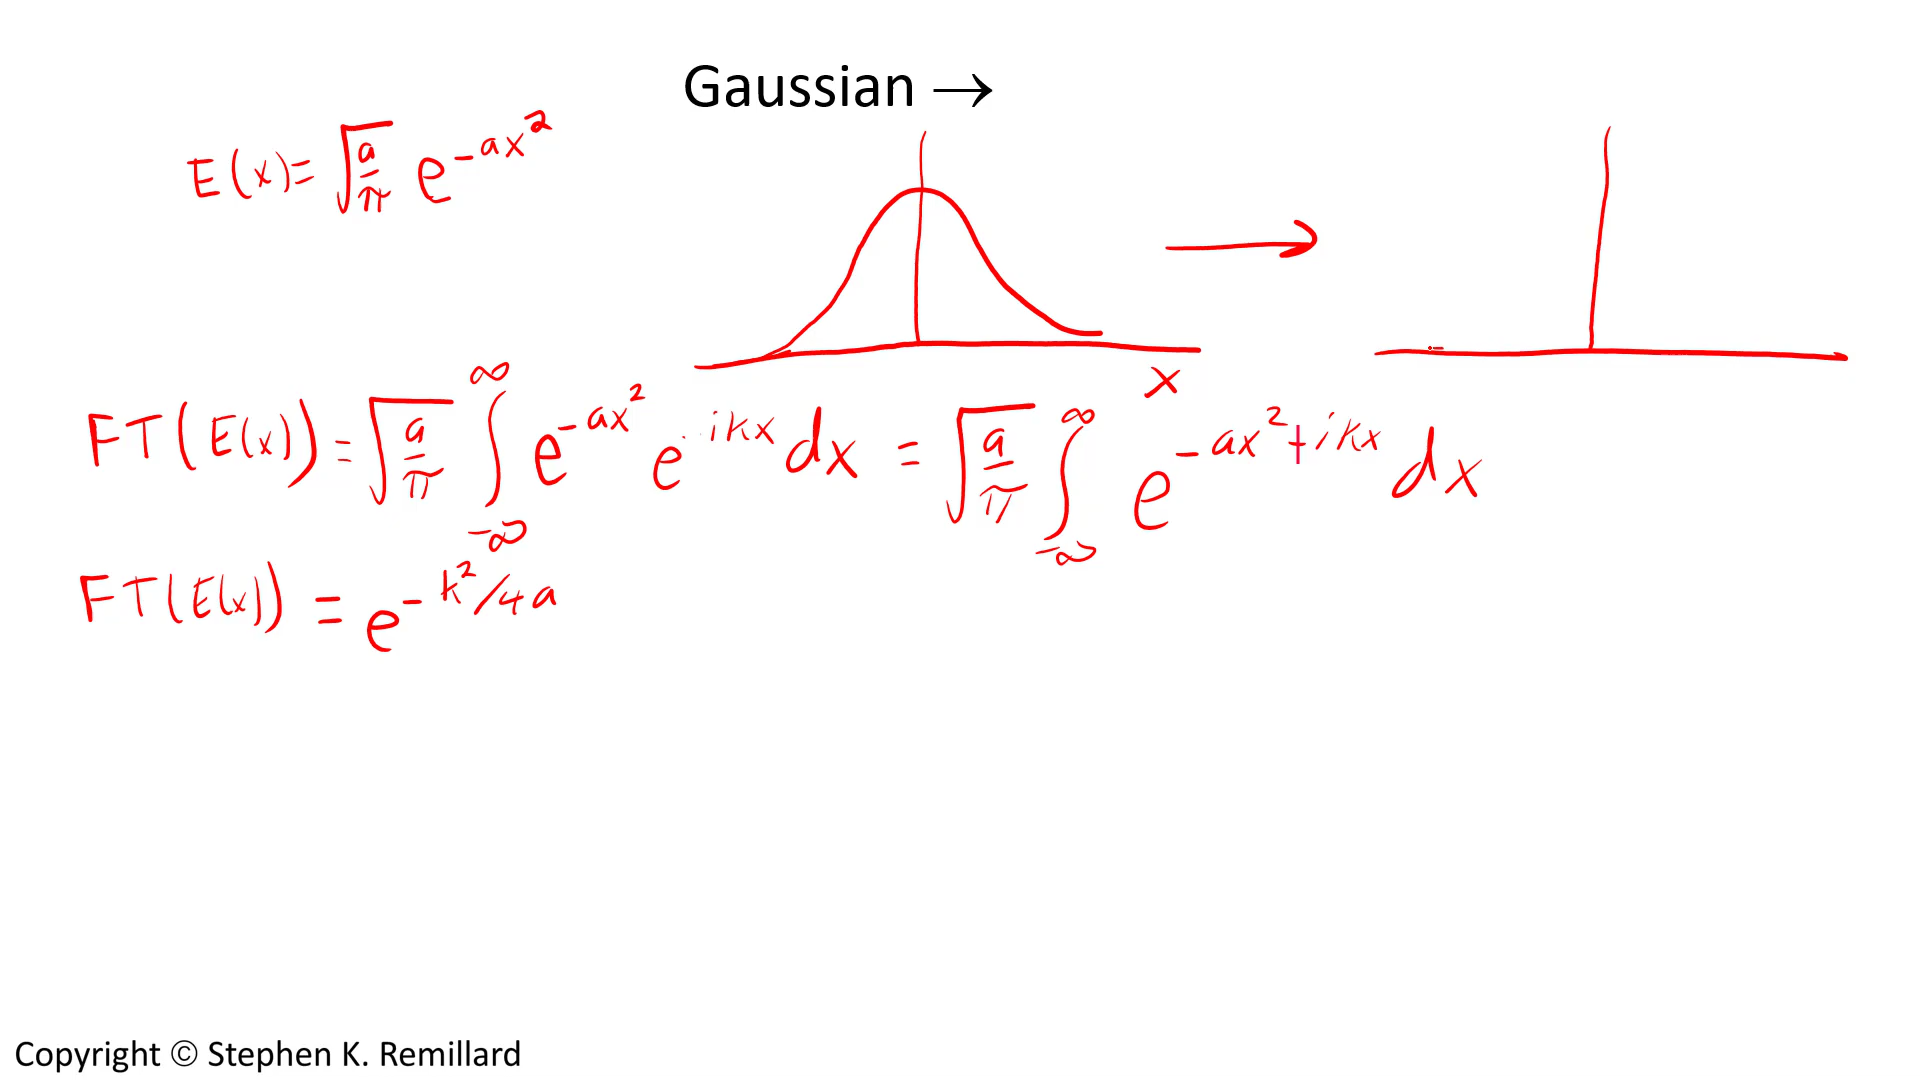 Gaussian →
E(x) = √(a/π) e^(-ax²)
x
FT(E(x)) = √(a/π) ∫_{-∞}^{∞} e^(-ax²) e^(ikx) dx = √(a/π) ∫_{-∞}^{∞} e^(-ax²+ikx) dx
FT(E(x)) = e^(-k²/4a)
Copyright © Stephen K. Remillard